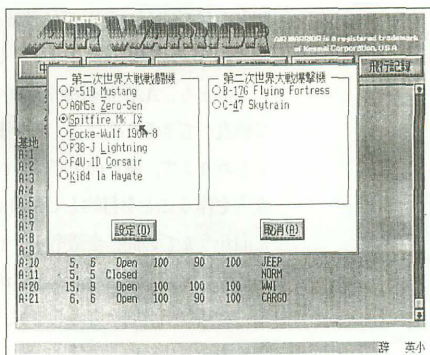 AIR WARRIOR
AIR WARRIOR is a registered trademark
of Kesmai Corporation, U.S.A
飛行記録
第二次世界大戦戦闘機
P-51D Mustang
A6M5a Zero-Sen
Spitfire Mk IX
Focke-Wulf 190A-8
P38-J Lightning
F4U-1D Corsair
Ki84 Ia Hayate
設定(O)
第二次世界大戦爆撃機
B-17G Flying Fortress
C-47 Skytrain
取消(A)
基地
A:1
A:2
A:3
A:4
A:5
A:6
A:7
A:8
A:9
A:10 5, 6 Open 100 90 100 JEEP
A:11 5, 5 Closed NORM
A:20 15, 9 Open 100 100 100 WWI
A:21 6, 6 Open 100 90 100 CARGO
辞 英小